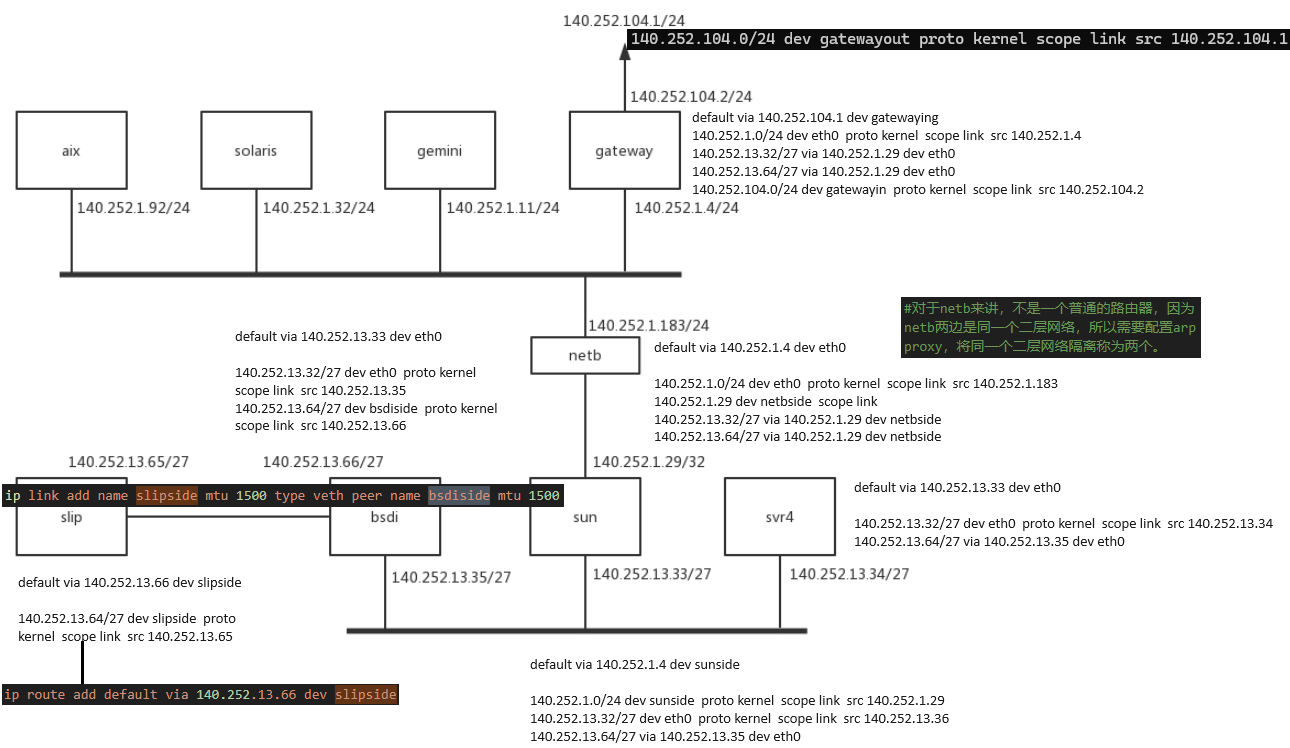 140.252.104.1/24
140.252.104.0/24 dev gatewayout proto kernel scope link src 140.252.104.1
140.252.104.2/24
aix
solaris
gemini
gateway
default via 140.252.104.1 dev gatewaying
140.252.1.0/24 dev eth0 proto kernel scope link src 140.252.1.4
140.252.13.32/27 via 140.252.1.29 dev eth0
140.252.13.64/27 via 140.252.1.29 dev eth0
140.252.104.0/24 dev gatewayin proto kernel scope link src 140.252.104.2
140.252.1.92/24
140.252.1.32/24
140.252.1.11/24
140.252.1.4/24
#对于netb来讲，不是一个普通的路由器，因为
netb两边是同一个二层网络，所以需要配置arp
proxy，将同一个二层网络隔离称为两个。
140.252.1.183/24
netb
default via 140.252.1.4 dev eth0
140.252.1.0/24 dev eth0 proto kernel scope link src 140.252.1.183
140.252.1.29 dev netbside scope link
140.252.13.32/27 via 140.252.1.29 dev netbside
140.252.13.64/27 via 140.252.1.29 dev netbside
default via 140.252.13.33 dev eth0
140.252.13.32/27 dev eth0 proto kernel
scope link src 140.252.13.35
140.252.13.64/27 dev bsdiside proto kernel
scope link src 140.252.13.66
140.252.13.65/27
140.252.13.66/27
140.252.1.29/32
ip link add name slipside mtu 1500 type veth peer name bsdiside mtu 1500
slip
bsdi
sun
svr4
default via 140.252.13.33 dev eth0
140.252.13.32/27 dev eth0 proto kernel scope link src 140.252.13.34
140.252.13.64/27 via 140.252.13.35 dev eth0
140.252.13.35/27
140.252.13.33/27
140.252.13.34/27
default via 140.252.13.66 dev slipside
140.252.13.64/27 dev slipside proto
kernel scope link src 140.252.13.65
ip route add default via 140.252.13.66 dev slipside
default via 140.252.1.4 dev sunside
140.252.1.0/24 dev sunside proto kernel scope link src 140.252.1.29
140.252.13.32/27 dev eth0 proto kernel scope link src 140.252.13.36
140.252.13.64/27 via 140.252.13.35 dev eth0